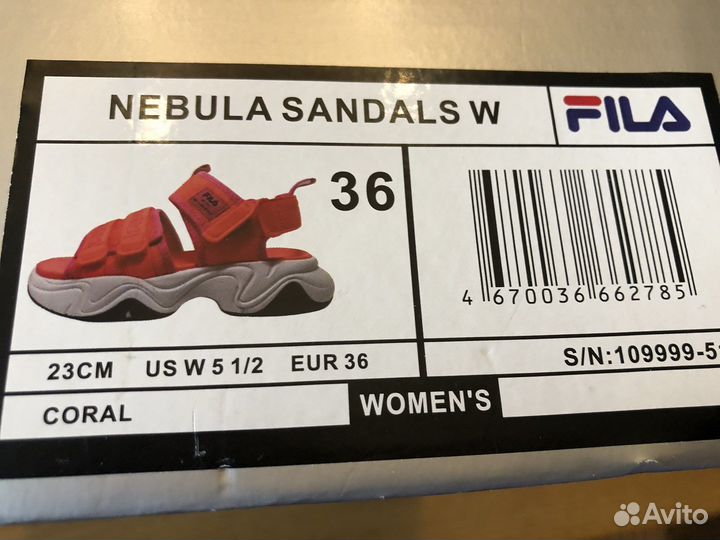 NEBULA SANDALS W
FILA
FILA
36
4 670036 662785
23CM US W 5 1/2 EUR 36
S/N:109999-5
CORAL
WOMEN'S
Avito